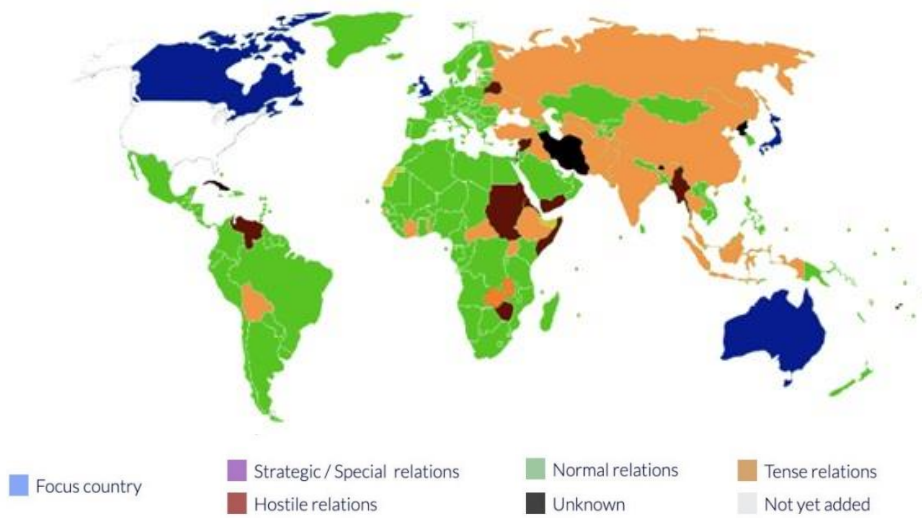 Focus country
Strategic / Special relations
Hostile relations
Normal relations
Unknown
Tense relations
Not yet added